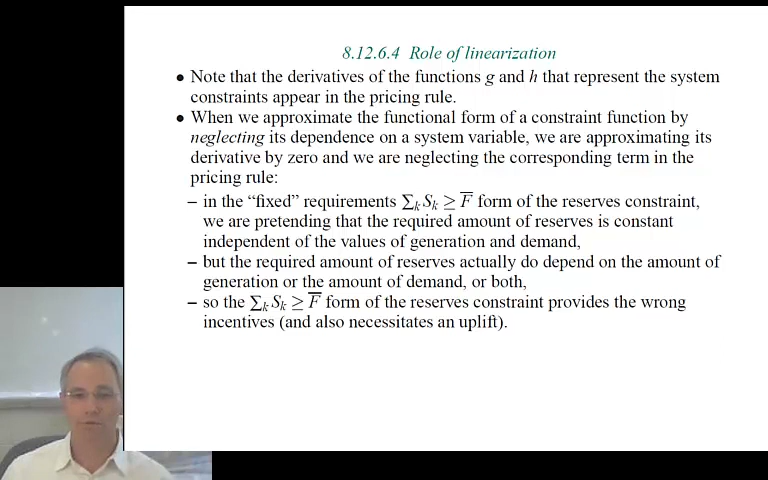 8.12.6.4 Role of linearization
• Note that the derivatives of the functions g and h that represent the system
constraints appear in the pricing rule.
• When we approximate the functional form of a constraint function by
neglecting its dependence on a system variable, we are approximating its
derivative by zero and we are neglecting the corresponding term in the
pricing rule:
– in the “fixed” requirements ∑ₖ Sₖ ≥ F̅ form of the reserves constraint,
we are pretending that the required amount of reserves is constant
independent of the values of generation and demand,
– but the required amount of reserves actually do depend on the amount of
generation or the amount of demand, or both,
– so the ∑ₖ Sₖ ≥ F̅ form of the reserves constraint provides the wrong
incentives (and also necessitates an uplift).